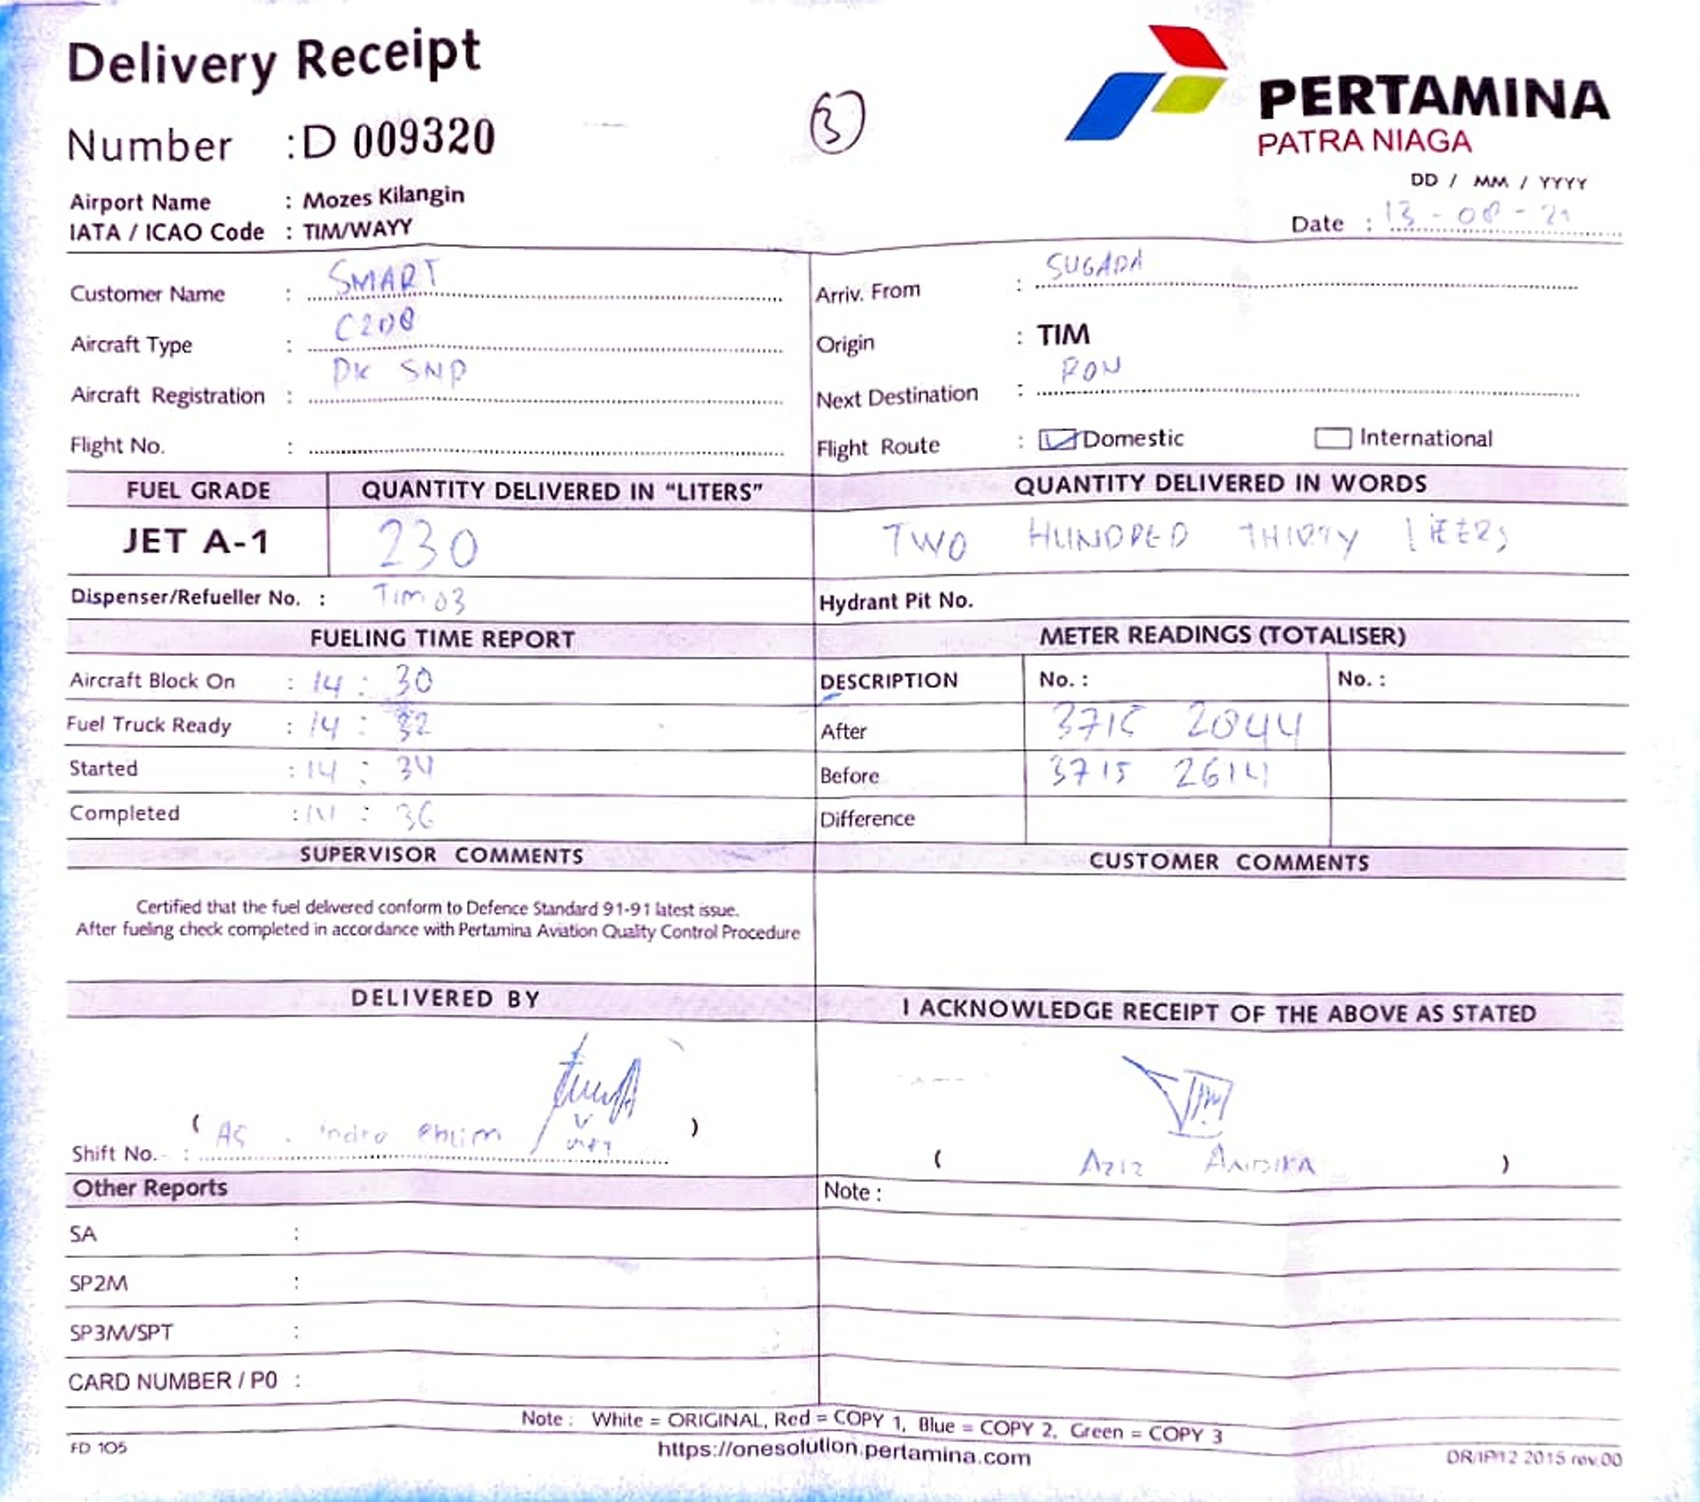 Delivery Receipt
Number : D 009320
3
PERTAMINA
PATRA NIAGA
Airport Name : Mozes Kilangin
IATA / ICAO Code : TIM/WAYY
DD / MM / YYYY
Date : 13 - 08 - 21
Customer Name : SMART
Aircraft Type : C208
Aircraft Registration : PK SNP
Flight No. :
Arriv. From : SUGAPA
Origin : TIM
Next Destination : RON
Flight Route : Domestic International
FUEL GRADE QUANTITY DELIVERED IN "LITERS" QUANTITY DELIVERED IN WORDS
JET A-1 230 TWO HUNDRED THIRTY LITERS
Dispenser/Refueller No. : Tim 03 Hydrant Pit No.
FUELING TIME REPORT METER READINGS (TOTALISER)
Aircraft Block On : 14 : 30 DESCRIPTION No. : No. :
Fuel Truck Ready : 14 : 32 After 3715 2844
Started : 14 : 34 Before 3715 2614
Completed : 14 : 36 Difference
SUPERVISOR COMMENTS CUSTOMER COMMENTS
Certified that the fuel delivered conform to Defence Standard 91-91 latest issue.
After fueling check completed in accordance with Pertamina Aviation Quality Control Procedure
DELIVERED BY I ACKNOWLEDGE RECEIPT OF THE ABOVE AS STATED
( )
Shift No. :
( Aziz Andika )
Other Reports Note :
SA :
SP2M :
SP3M/SPT :
CARD NUMBER / P0 :
Note : White = ORIGINAL, Red = COPY 1, Blue = COPY 2, Green = COPY 3
FD 105 https://onesolution.pertamina.com DR/IP/12 2015 rev.00